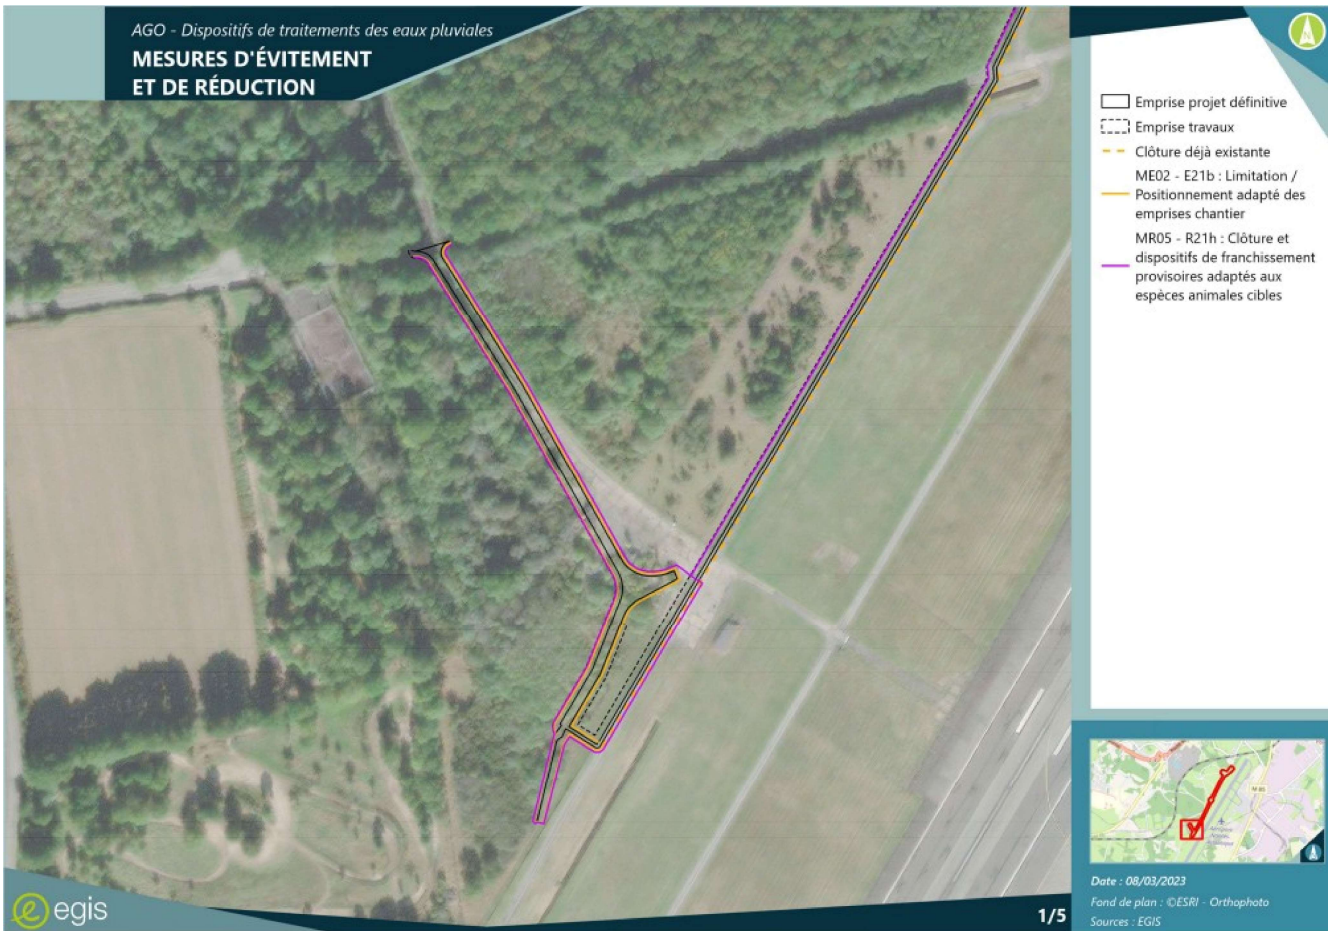 AGO - Dispositifs de traitements des eaux pluviales
MESURES D'ÉVITEMENT
ET DE RÉDUCTION
Emprise projet définitive
Emprise travaux
Clôture déjà existante
ME02 - E21b : Limitation /
Positionnement adapté des
emprises chantier
MR05 - R21h : Clôture et
dispositifs de franchissement
provisoires adaptés aux
espèces animales cibles
M 85
Date : 08/03/2023
Fond de plan : ©ESRI - Orthophoto
Sources : EGIS
egis
1/5